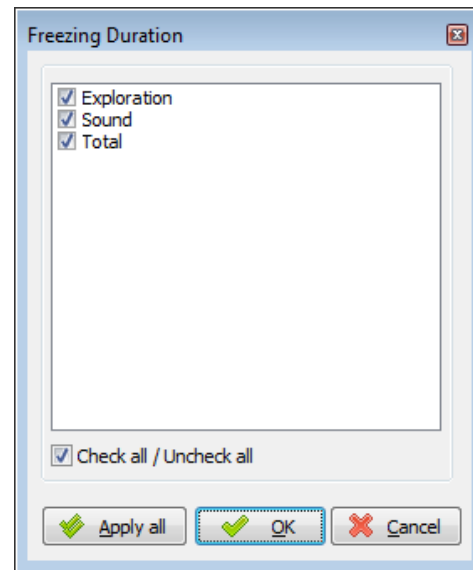 Freezing Duration
Exploration
Sound
Total
Check all / Uncheck all
Apply all OK Cancel